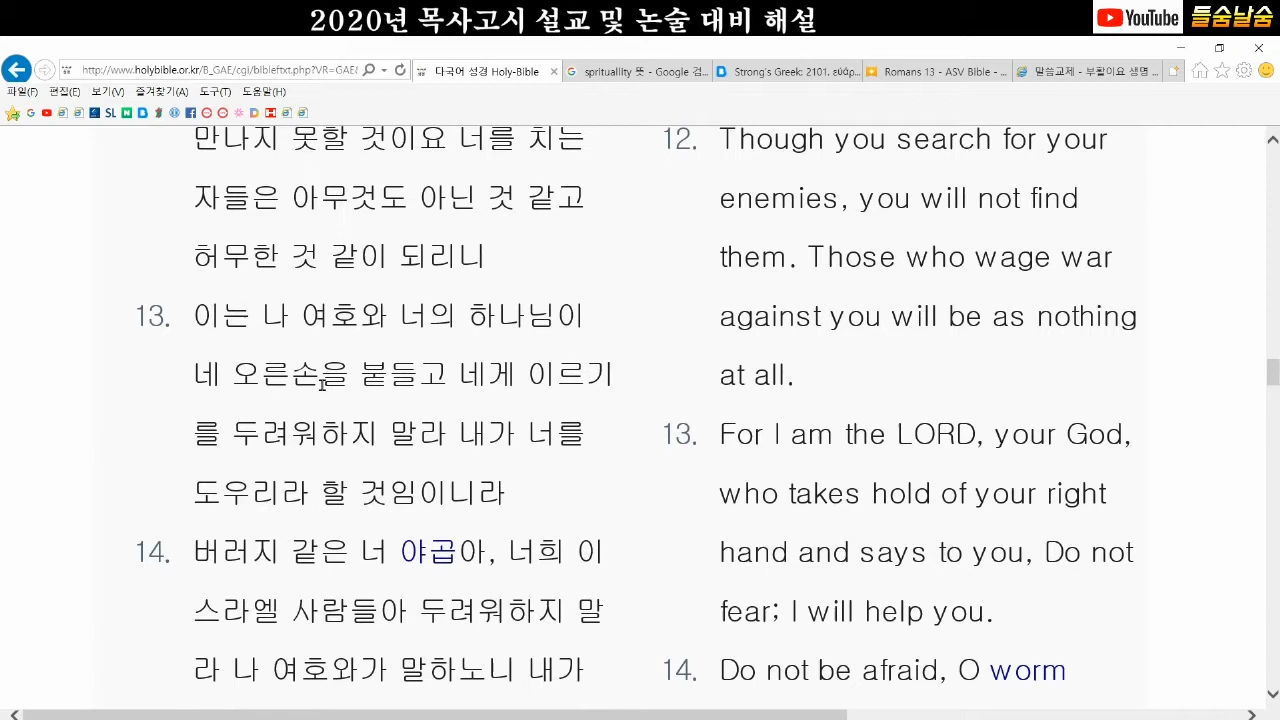 2020년 목사고시 설교 및 논술 대비 해설
YouTube
들숨날숨
http://www.holybible.or.kr/B_GAE/cgi/bibleftxt.php?VR=GAE
다국어 성경 Holy-Bible
sprituallity 뜻 - Google 검...
Strong's Greek: 2101. εὐάρ...
Romans 13 - ASV Bible - ...
말씀교제 - 부활이요 생명 ...
파일(F) 편집(E) 보기(V) 즐겨찾기(A) 도구(T) 도움말(H)
만나지 못할 것이요 너를 치는
자들은 아무것도 아닌 것 같고
허무한 것 같이 되리니
13. 이는 나 여호와 너의 하나님이
네 오른손을 붙들고 네게 이르기
를 두려워하지 말라 내가 너를
도우리라 할 것임이니라
14. 버러지 같은 너 야곱아, 너희 이
스라엘 사람들아 두려워하지 말
라 나 여호와가 말하노니 내가
12. Though you search for your
enemies, you will not find
them. Those who wage war
against you will be as nothing
at all.
13. For I am the LORD, your God,
who takes hold of your right
hand and says to you, Do not
fear; I will help you.
14. Do not be afraid, O worm